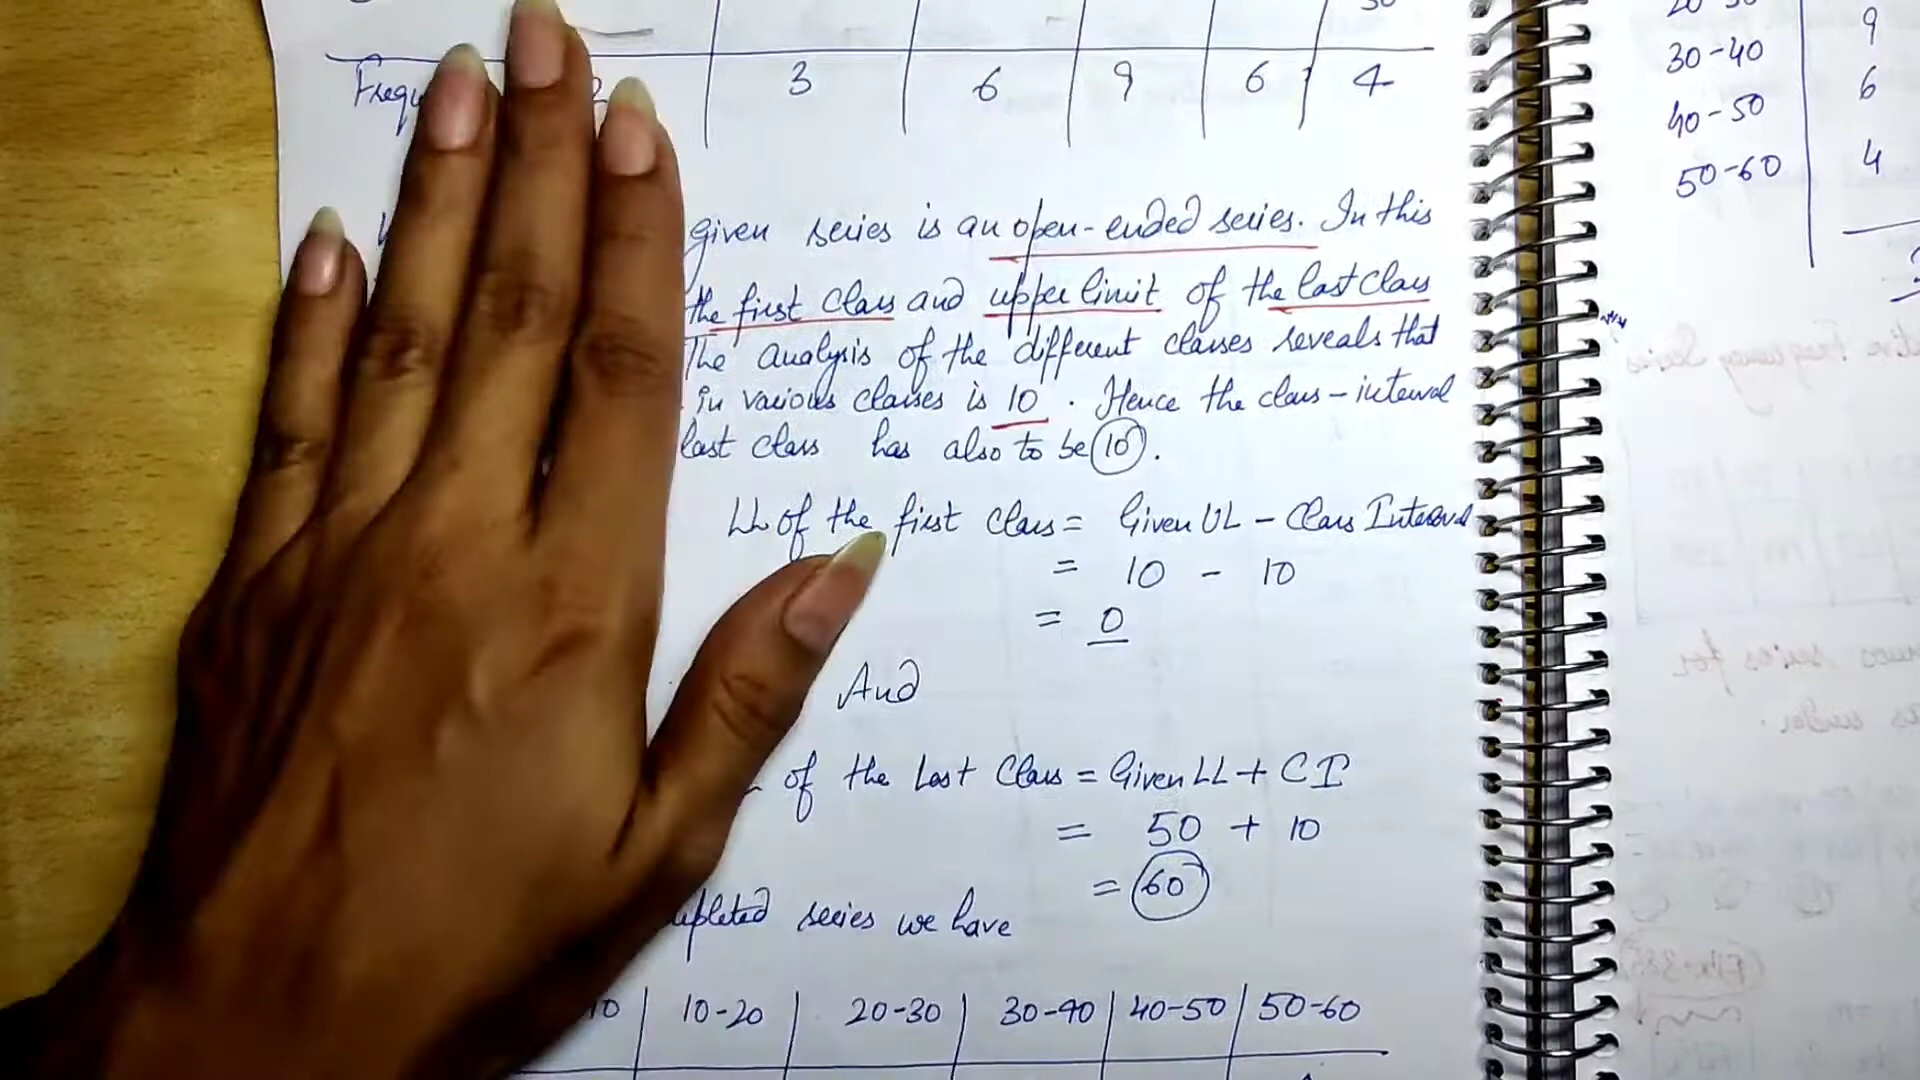 3 6 9 6 4
given series is an open-ended series. In this
the first class and upper limit of the last class
The analysis of the different classes reveals that
in various classes is 10. Hence the class-interval
last class has also to be 10.
LL of the first class = Given UL - Class Interval
= 10 - 10
= 0
And
of the last class = Given LL + C I
= 50 + 10
= 60
series we have
10-20 20-30 30-40 40-50 50-60
9
30-40 6
40-50 4
50-60